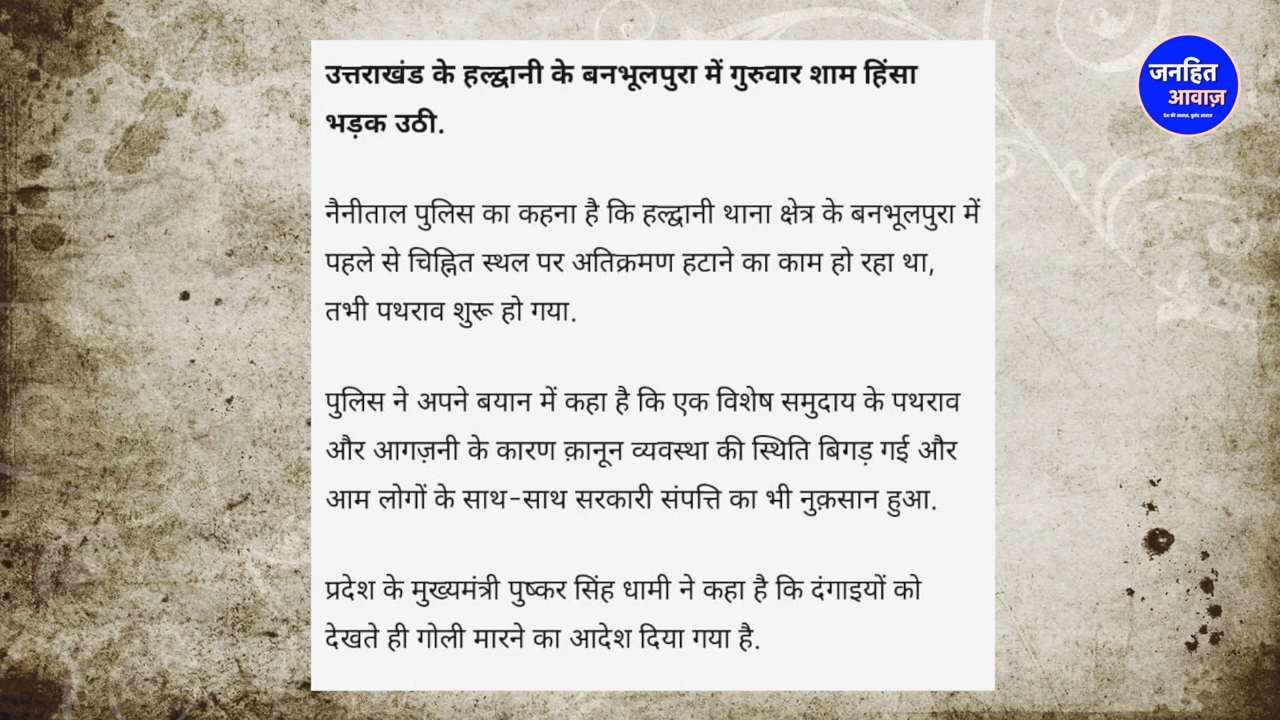 उत्तराखंड के हल्द्वानी के बनभूलपुरा में गुरुवार शाम हिंसा
भड़क उठी.
नैनीताल पुलिस का कहना है कि हल्द्वानी थाना क्षेत्र के बनभूलपुरा में
पहले से चिह्नित स्थल पर अतिक्रमण हटाने का काम हो रहा था,
तभी पथराव शुरू हो गया.
पुलिस ने अपने बयान में कहा है कि एक विशेष समुदाय के पथराव
और आगज़नी के कारण क़ानून व्यवस्था की स्थिति बिगड़ गई और
आम लोगों के साथ-साथ सरकारी संपत्ति का भी नुक़सान हुआ.
प्रदेश के मुख्यमंत्री पुष्कर सिंह धामी ने कहा है कि दंगाइयों को
देखते ही गोली मारने का आदेश दिया गया है.
जनहित
आवाज़
देश की आवाज़, बुलंद आवाज़